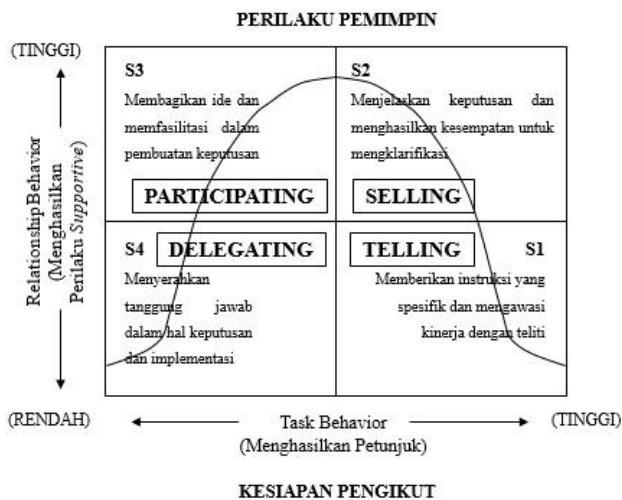 PERILAKU PEMIMPIN
(TINGGI)
S3
Membagikan ide dan
memfasilitasi dalam
pembuatan keputusan
PARTICIPATING
S2
Menjelaskan keputusan dan
menghasilkan kesempatan untuk
mengklarifikasi
SELLING
Relationship Behavior
(Menghasilkan
Perilaku Supportive)
S4
DELEGATING
Menyerahkan
tanggung jawab
dalam hal keputusan
dan implementasi
TELLING
S1
Memberikan instruksi yang
spesifik dan mengawasi
kinerja dengan teliti
(RENDAH)
Task Behavior
(Menghasilkan Petunjuk)
(TINGGI)
KESIAPAN PENGIKUT